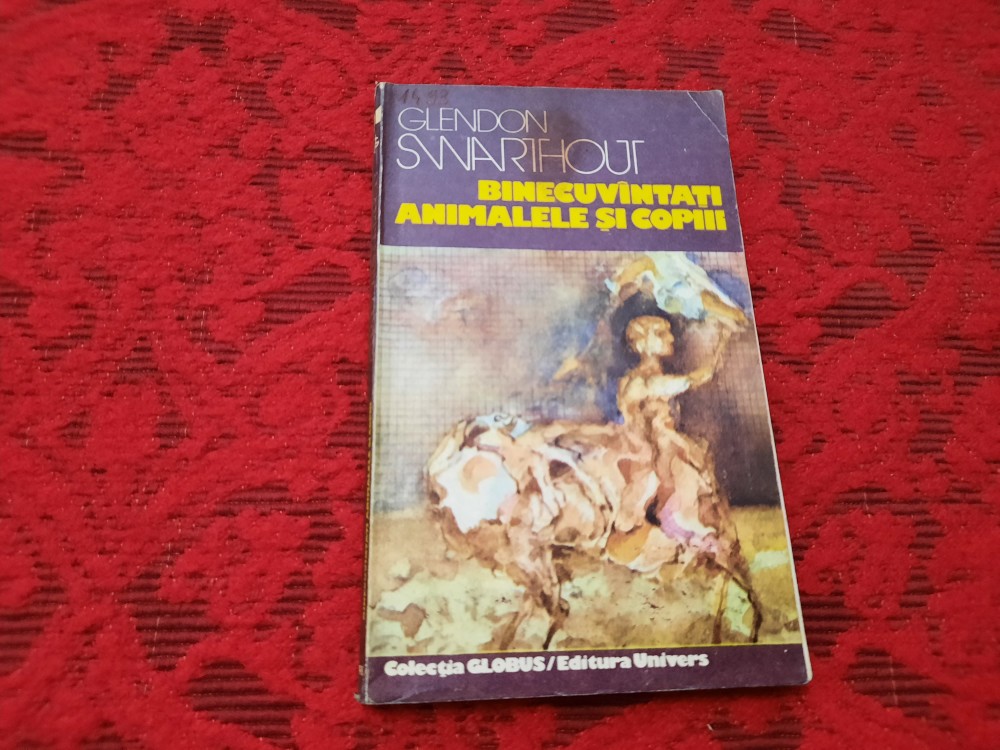 GLENDON
SWARTHOUT
BINECUVÎNTAȚI
ANIMALELE ȘI COPIII
Colecția GLOBUS/Editura Univers